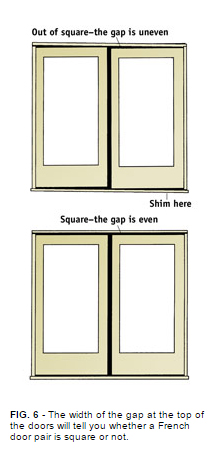 Out of square–the gap is uneven
Shim here
Square–the gap is even
FIG. 6 - The width of the gap at the top of
the doors will tell you whether a French
door pair is square or not.